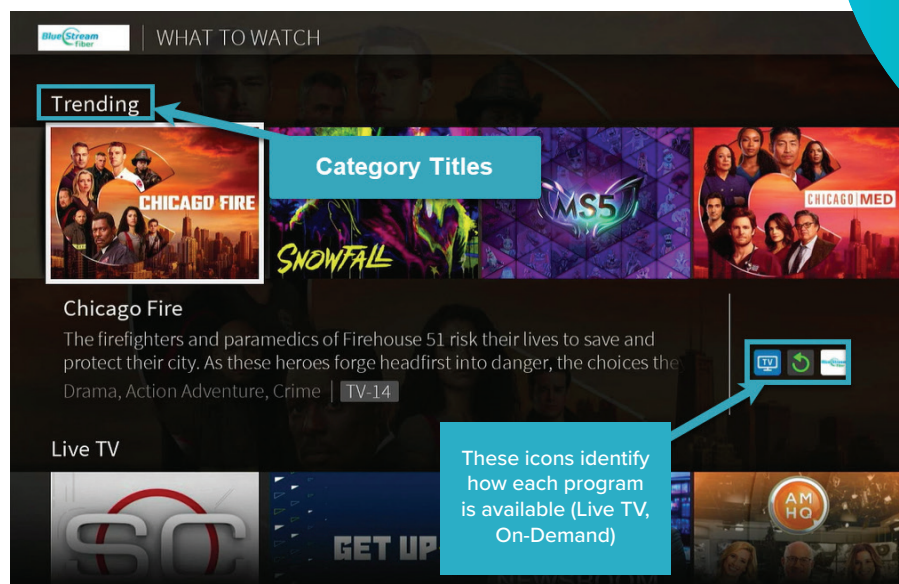 BlueStream
fiber
WHAT TO WATCH
Trending
Category Titles
CHICAGO FIRE
SNOWFALL
MS5
CHICAGO MED
Chicago Fire
The firefighters and paramedics of Firehouse 51 risk their lives to save and
protect their city. As these heroes forge headfirst into danger, the choices the
Drama, Action Adventure, Crime | TV-14
TV
Live TV
These icons identify
how each program
is available (Live TV,
On-Demand)
SC
GET UP
AM
HQ